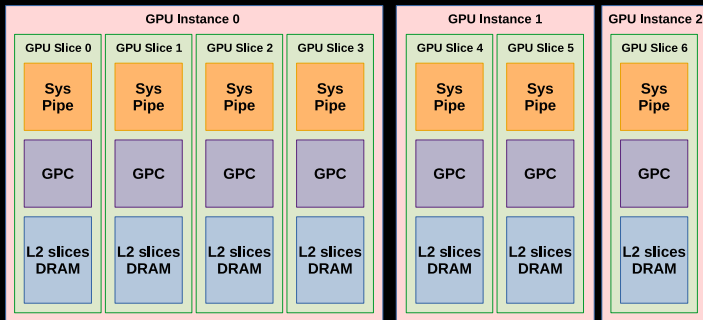 GPU Instance 0
GPU Instance 1
GPU Instance 2
GPU Slice 0
GPU Slice 1
GPU Slice 2
GPU Slice 3
GPU Slice 4
GPU Slice 5
GPU Slice 6
Sys
Pipe
Sys
Pipe
Sys
Pipe
Sys
Pipe
Sys
Pipe
Sys
Pipe
Sys
Pipe
GPC
GPC
GPC
GPC
GPC
GPC
GPC
L2 slices
DRAM
L2 slices
DRAM
L2 slices
DRAM
L2 slices
DRAM
L2 slices
DRAM
L2 slices
DRAM
L2 slices
DRAM